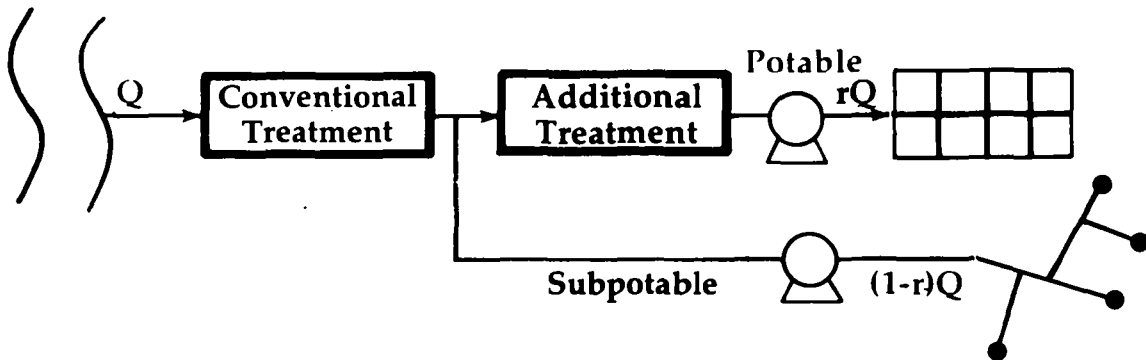 Q
Conventional
Treatment
Additional
Treatment
Potable
rQ
Subpotable
(1-r)Q